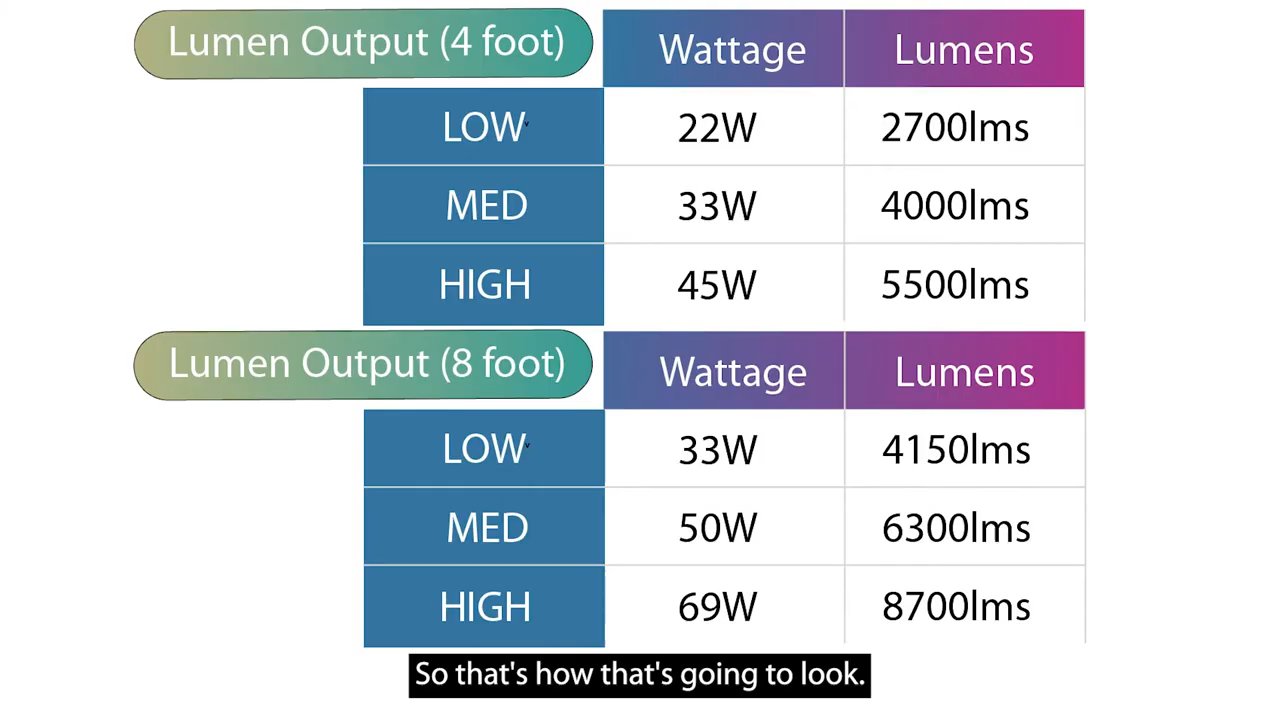 Lumen Output (4 foot) Wattage Lumens
LOW 22W 2700lms
MED 33W 4000lms
HIGH 45W 5500lms
Lumen Output (8 foot) Wattage Lumens
LOW 33W 4150lms
MED 50W 6300lms
HIGH 69W 8700lms
So that's how that's going to look.